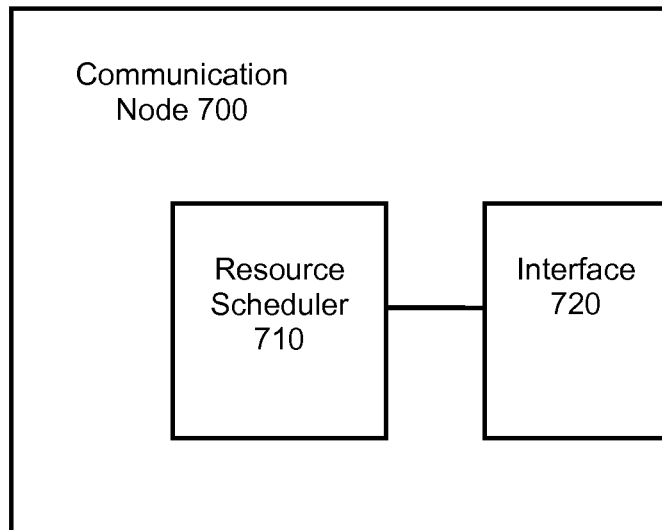 Communication
Node 700
Resource
Scheduler
710
Interface
720